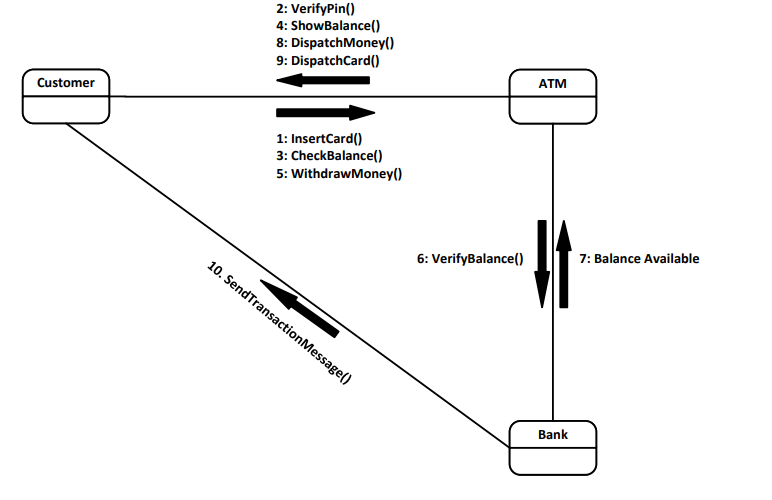 2: VerifyPin()
4: ShowBalance()
8: DispatchMoney()
9: DispatchCard()
Customer
ATM
1: InsertCard()
3: CheckBalance()
5: WithdrawMoney()
6: VerifyBalance()
7: Balance Available
10. SendTransactionMessage()
Bank